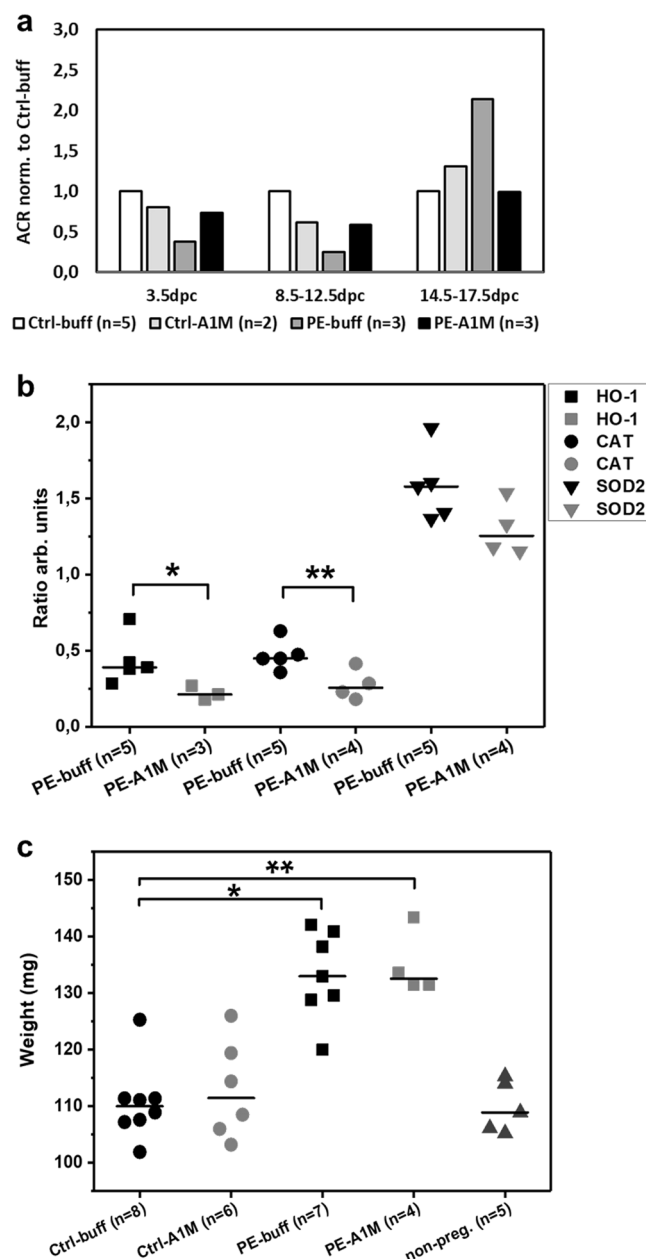 a
ACR norm. to Ctrl-buff
3,0
2,5
2,0
1,5
1,0
0,5
0,0
3.5dpc 8.5-12.5dpc 14.5-17.5dpc
Ctrl-buff (n=5) Ctrl-A1M (n=2) PE-buff (n=3) PE-A1M (n=3)
b
Ratio arb. units
2,0
1,5
1,0
0,5
0,0
* **
HO-1
HO-1
CAT
CAT
SOD2
SOD2
PE-buff (n=5) PE-A1M (n=3) PE-buff (n=5) PE-A1M (n=4) PE-buff (n=5) PE-A1M (n=4)
c
Weight (mg)
150
140
130
120
110
100
**
*
Ctrl-buff (n=8) Ctrl-A1M (n=6) PE-buff (n=7) PE-A1M (n=4) non-preg. (n=5)